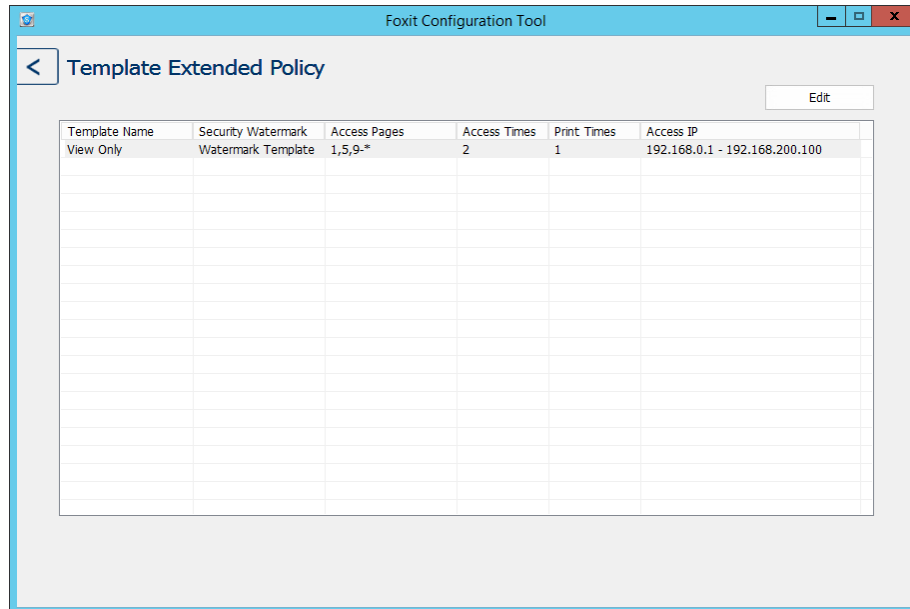 Foxit Configuration Tool
< Template Extended Policy
Edit
Template Name Security Watermark Access Pages Access Times Print Times Access IP
View Only Watermark Template 1,5,9-* 2 1 192.168.0.1 - 192.168.200.100